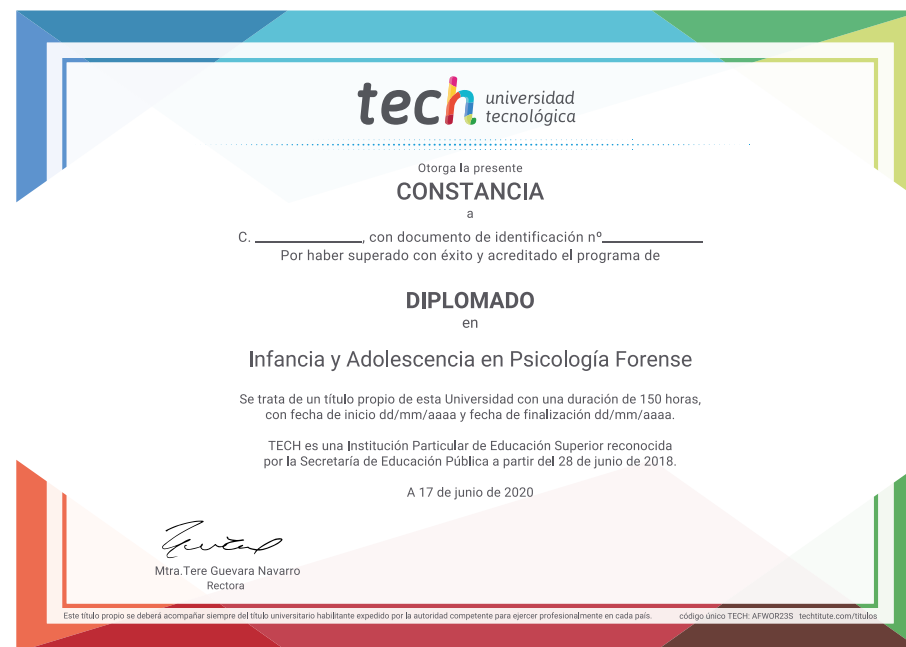 tech universidad
tecnológica
Otorga la presente
CONSTANCIA
a
C. ____________, con documento de identificación nº____________
Por haber superado con éxito y acreditado el programa de
DIPLOMADO
en
Infancia y Adolescencia en Psicología Forense
Se trata de un título propio de esta Universidad con una duración de 150 horas,
con fecha de inicio dd/mm/aaaa y fecha de finalización dd/mm/aaaa.
TECH es una Institución Particular de Educación Superior reconocida
por la Secretaría de Educación Pública a partir del 28 de junio de 2018.
A 17 de junio de 2020
Mtra.Tere Guevara Navarro
Rectora
Este título propio se deberá acompañar siempre del título universitario habilitante expedido por la autoridad competente para ejercer profesionalmente en cada país. código único TECH: AFWOR23S techtitute.com/títulos